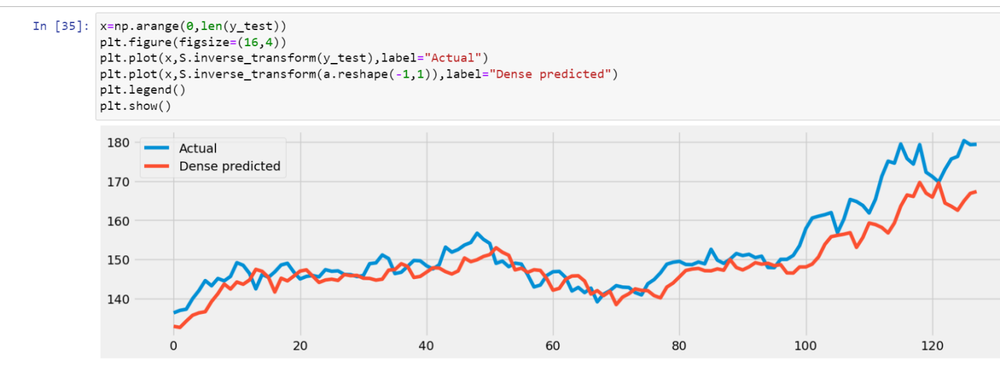 In [35]: x=np.arange(0,len(y_test))
plt.figure(figsize=(16,4))
plt.plot(x,S.inverse_transform(y_test),label="Actual")
plt.plot(x,S.inverse_transform(a.reshape(-1,1)),label="Dense predicted")
plt.legend()
plt.show()
180
Actual
Dense predicted
170
160
150
140
0 20 40 60 80 100 120